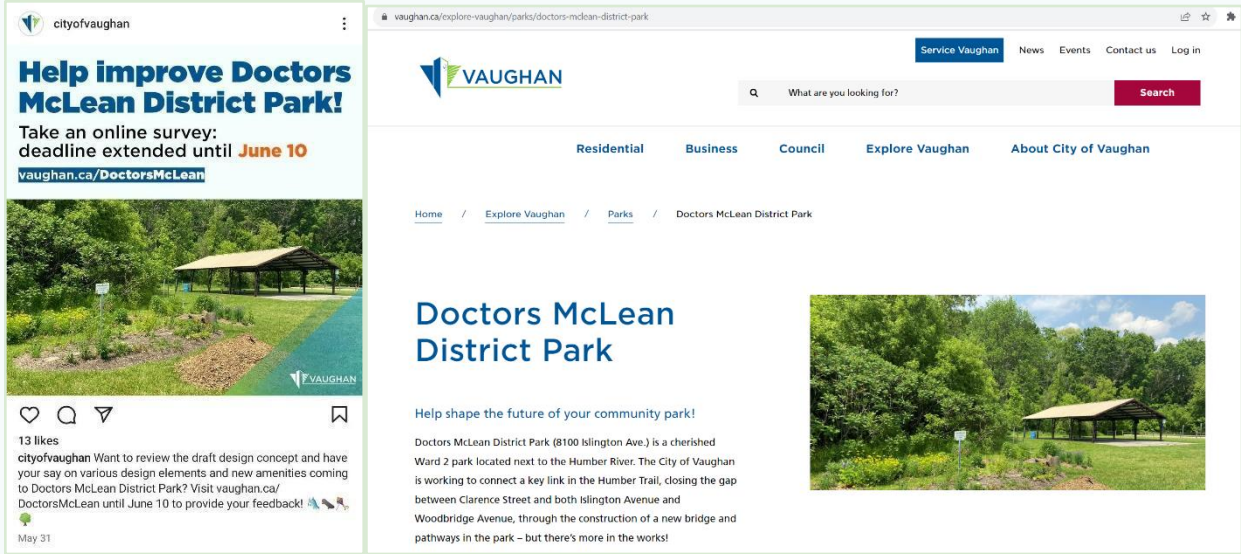 cityofvaughan
Help improve Doctors
McLean District Park!
Take an online survey:
deadline extended until June 10
vaughan.ca/DoctorsMcLean
VAUGHAN
13 likes
cityofvaughan Want to review the draft design concept and have
your say on various design elements and new amenities coming
to Doctors McLean District Park? Visit vaughan.ca/
DoctorsMcLean until June 10 to provide your feedback!
May 31
vaughan.ca/explore-vaughan/parks/doctors-mclean-district-park
VAUGHAN
Service Vaughan News Events Contact us Log in
What are you looking for? Search
Residential Business Council Explore Vaughan About City of Vaughan
Home / Explore Vaughan / Parks / Doctors McLean District Park
Doctors McLean
District Park
Help shape the future of your community park!
Doctors McLean District Park (8100 Islington Ave.) is a cherished
Ward 2 park located next to the Humber River. The City of Vaughan
is working to connect a key link in the Humber Trail, closing the gap
between Clarence Street and both Islington Avenue and
Woodbridge Avenue, through the construction of a new bridge and
pathways in the park – but there's more in the works!